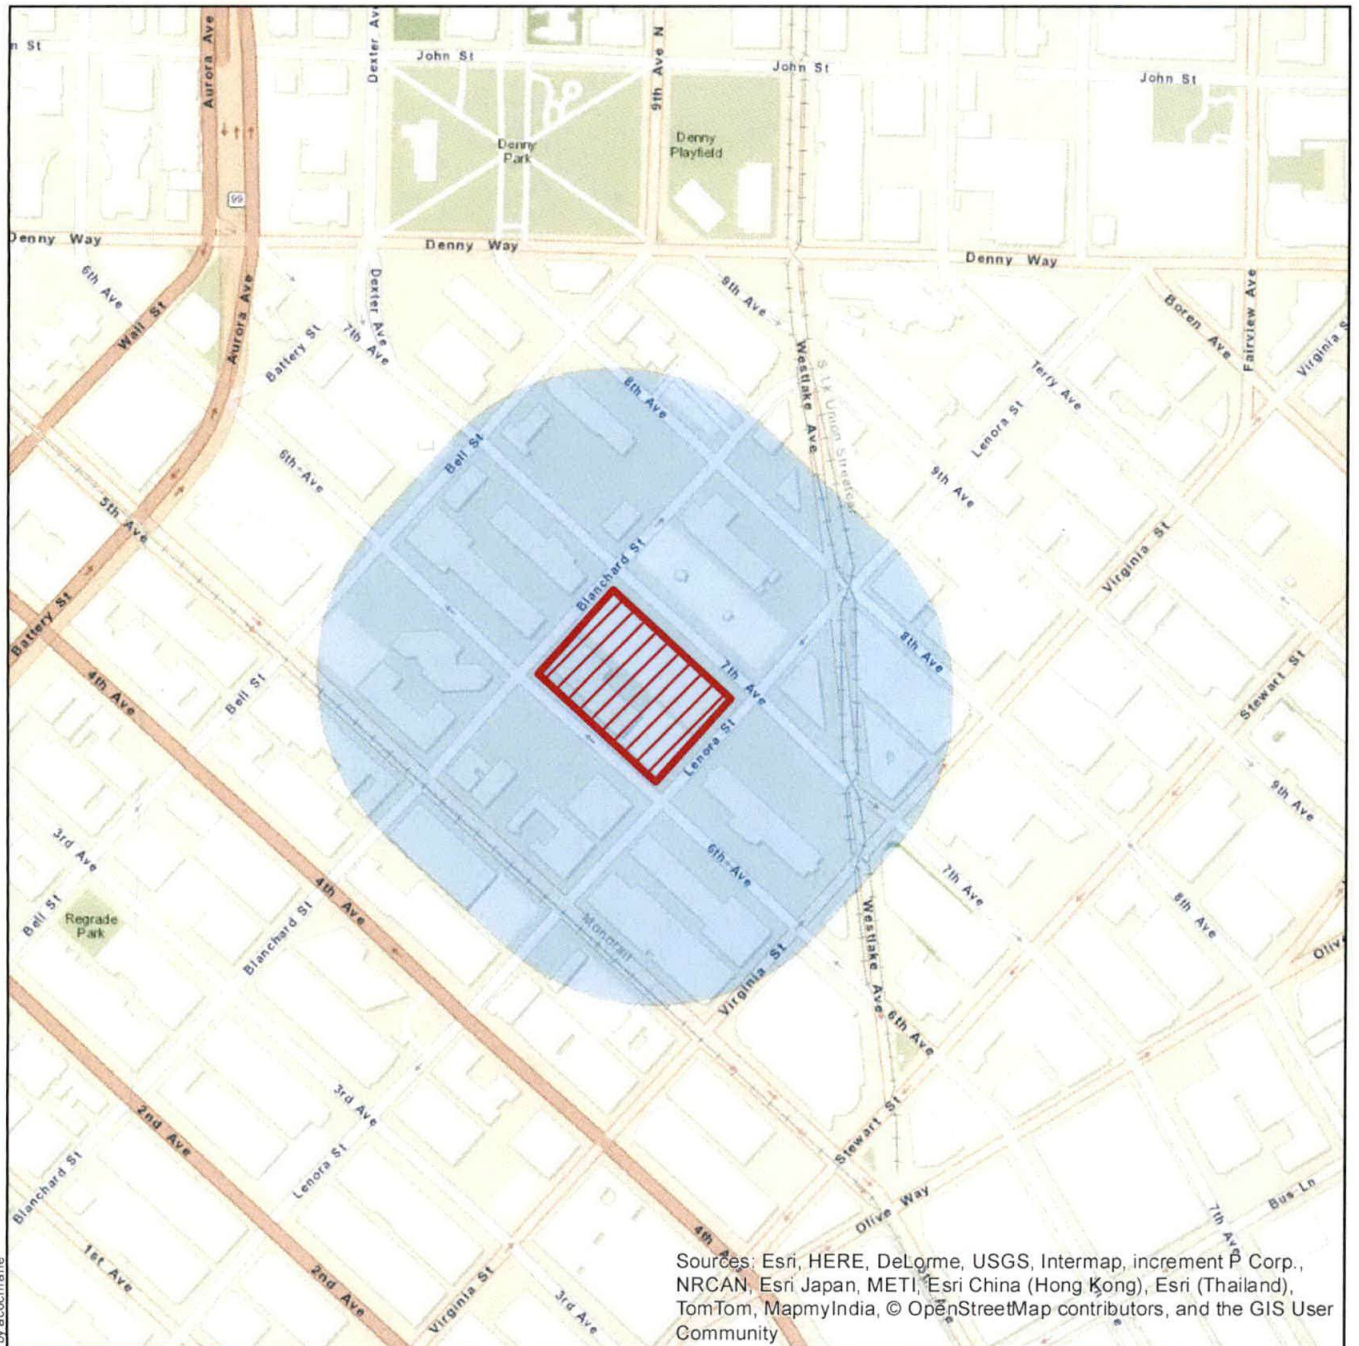 n St
Aurora Ave
Dexter Ave
John St
9th Ave N
John St
John St
Denny
Park
Denny
Playfield
99
Denny Way
Denny Way
Denny Way
6th Ave
Wall St
Aurora Ave
Battery St
Dexter Ave
7th Ave
9th Ave
Westlake Ave
S Lk Union Streetcar
Boren Ave
Fairview Ave
Virginia S
Terry Ave
Lenora St
9th Ave
8th Ave
Bell St
6th Ave
5th Ave
Battery St
Blanchard St
Virginia St
8th Ave
7th Ave
Lenora St
4th Ave
Bell St
Stewart St
9th Ave
3rd Ave
Bell St
Regrade
Park
4th Ave
Blanchard St
6th Ave
Monorail
Virginia St
Westlake Ave
7th Ave
8th Ave
Oliv
6th Ave
3rd Ave
Lenora St
2nd Ave
Blanchard St
1st Ave
2nd Ave
Virginia St
3rd Ave
4th Ave
Stewart St
Olive Way
7th Ave
Bus Ln
Sources: Esri, HERE, DeLorme, USGS, Intermap, increment P Corp.,
NRCAN, Esri Japan, METI, Esri China (Hong Kong), Esri (Thailand),
TomTom, MapmyIndia, © OpenStreetMap contributors, and the GIS User
Community